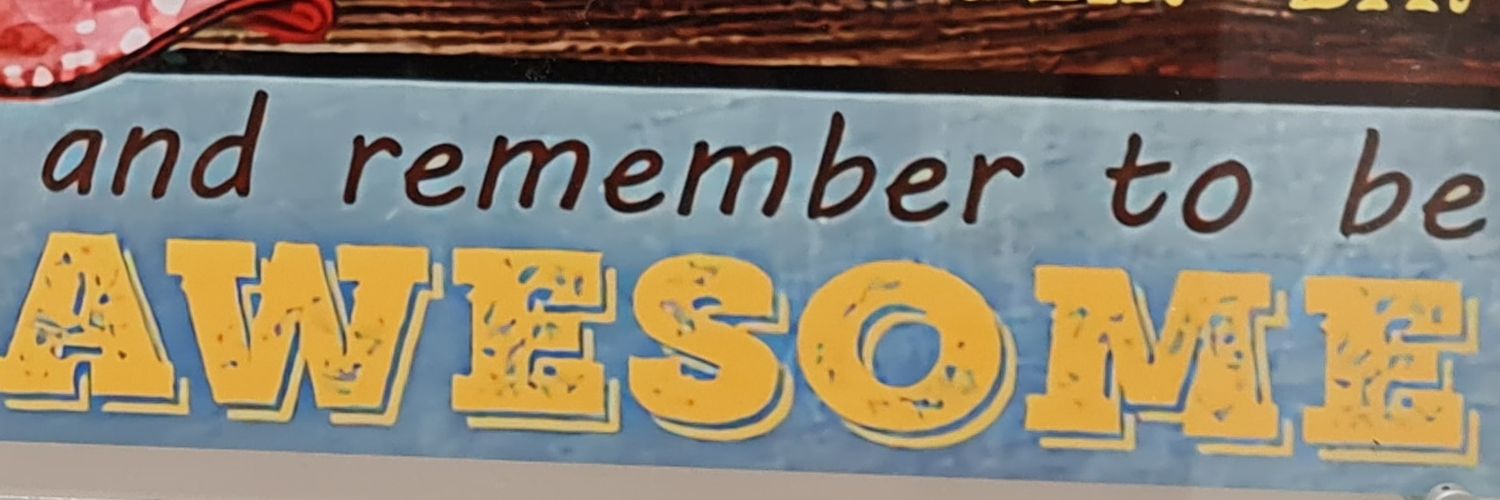 and remember to be
AWESOME